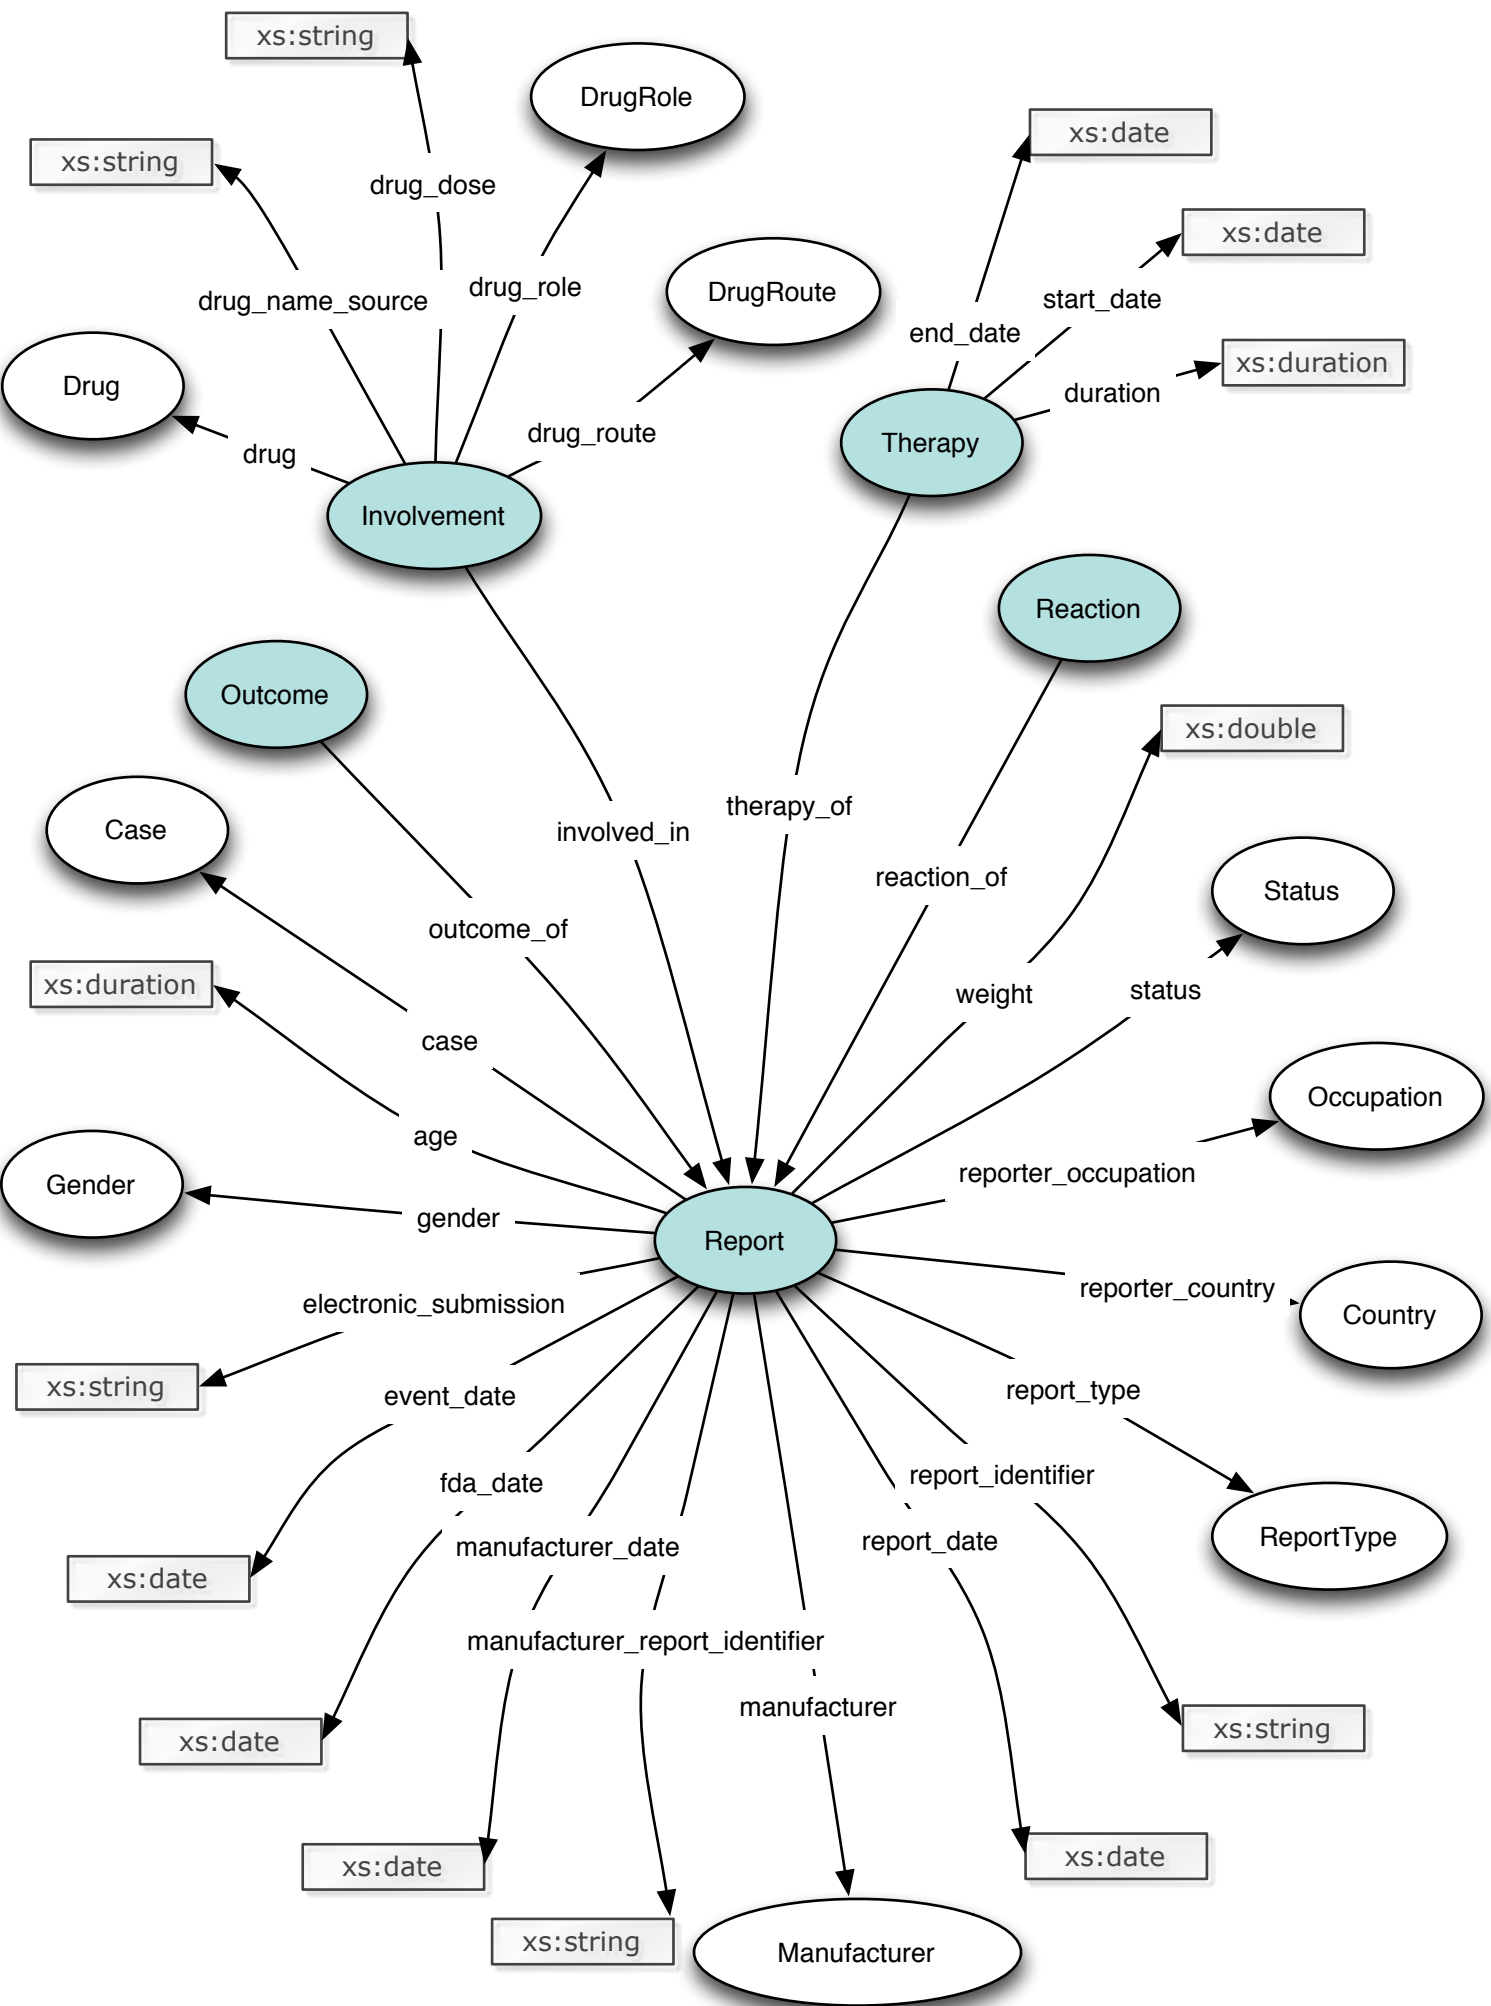 xs:string
DrugRole
xs:date
xs:string
drug_dose
xs:date
drug_name_source
drug_role
DrugRoute
start_date
end_date
xs:duration
Drug
duration
drug
drug_route
Therapy
Involvement
Reaction
Outcome
xs:double
Case
involved_in
therapy_of
reaction_of
Status
outcome_of
xs:duration
weight
status
case
Occupation
age
reporter_occupation
Gender
gender
Report
electronic_submission
reporter_country
Country
xs:string
event_date
report_type
fda_date
report_identifier
manufacturer_date
report_date
ReportType
xs:date
manufacturer_report_identifier
manufacturer
xs:string
xs:date
xs:date
xs:date
xs:string
Manufacturer